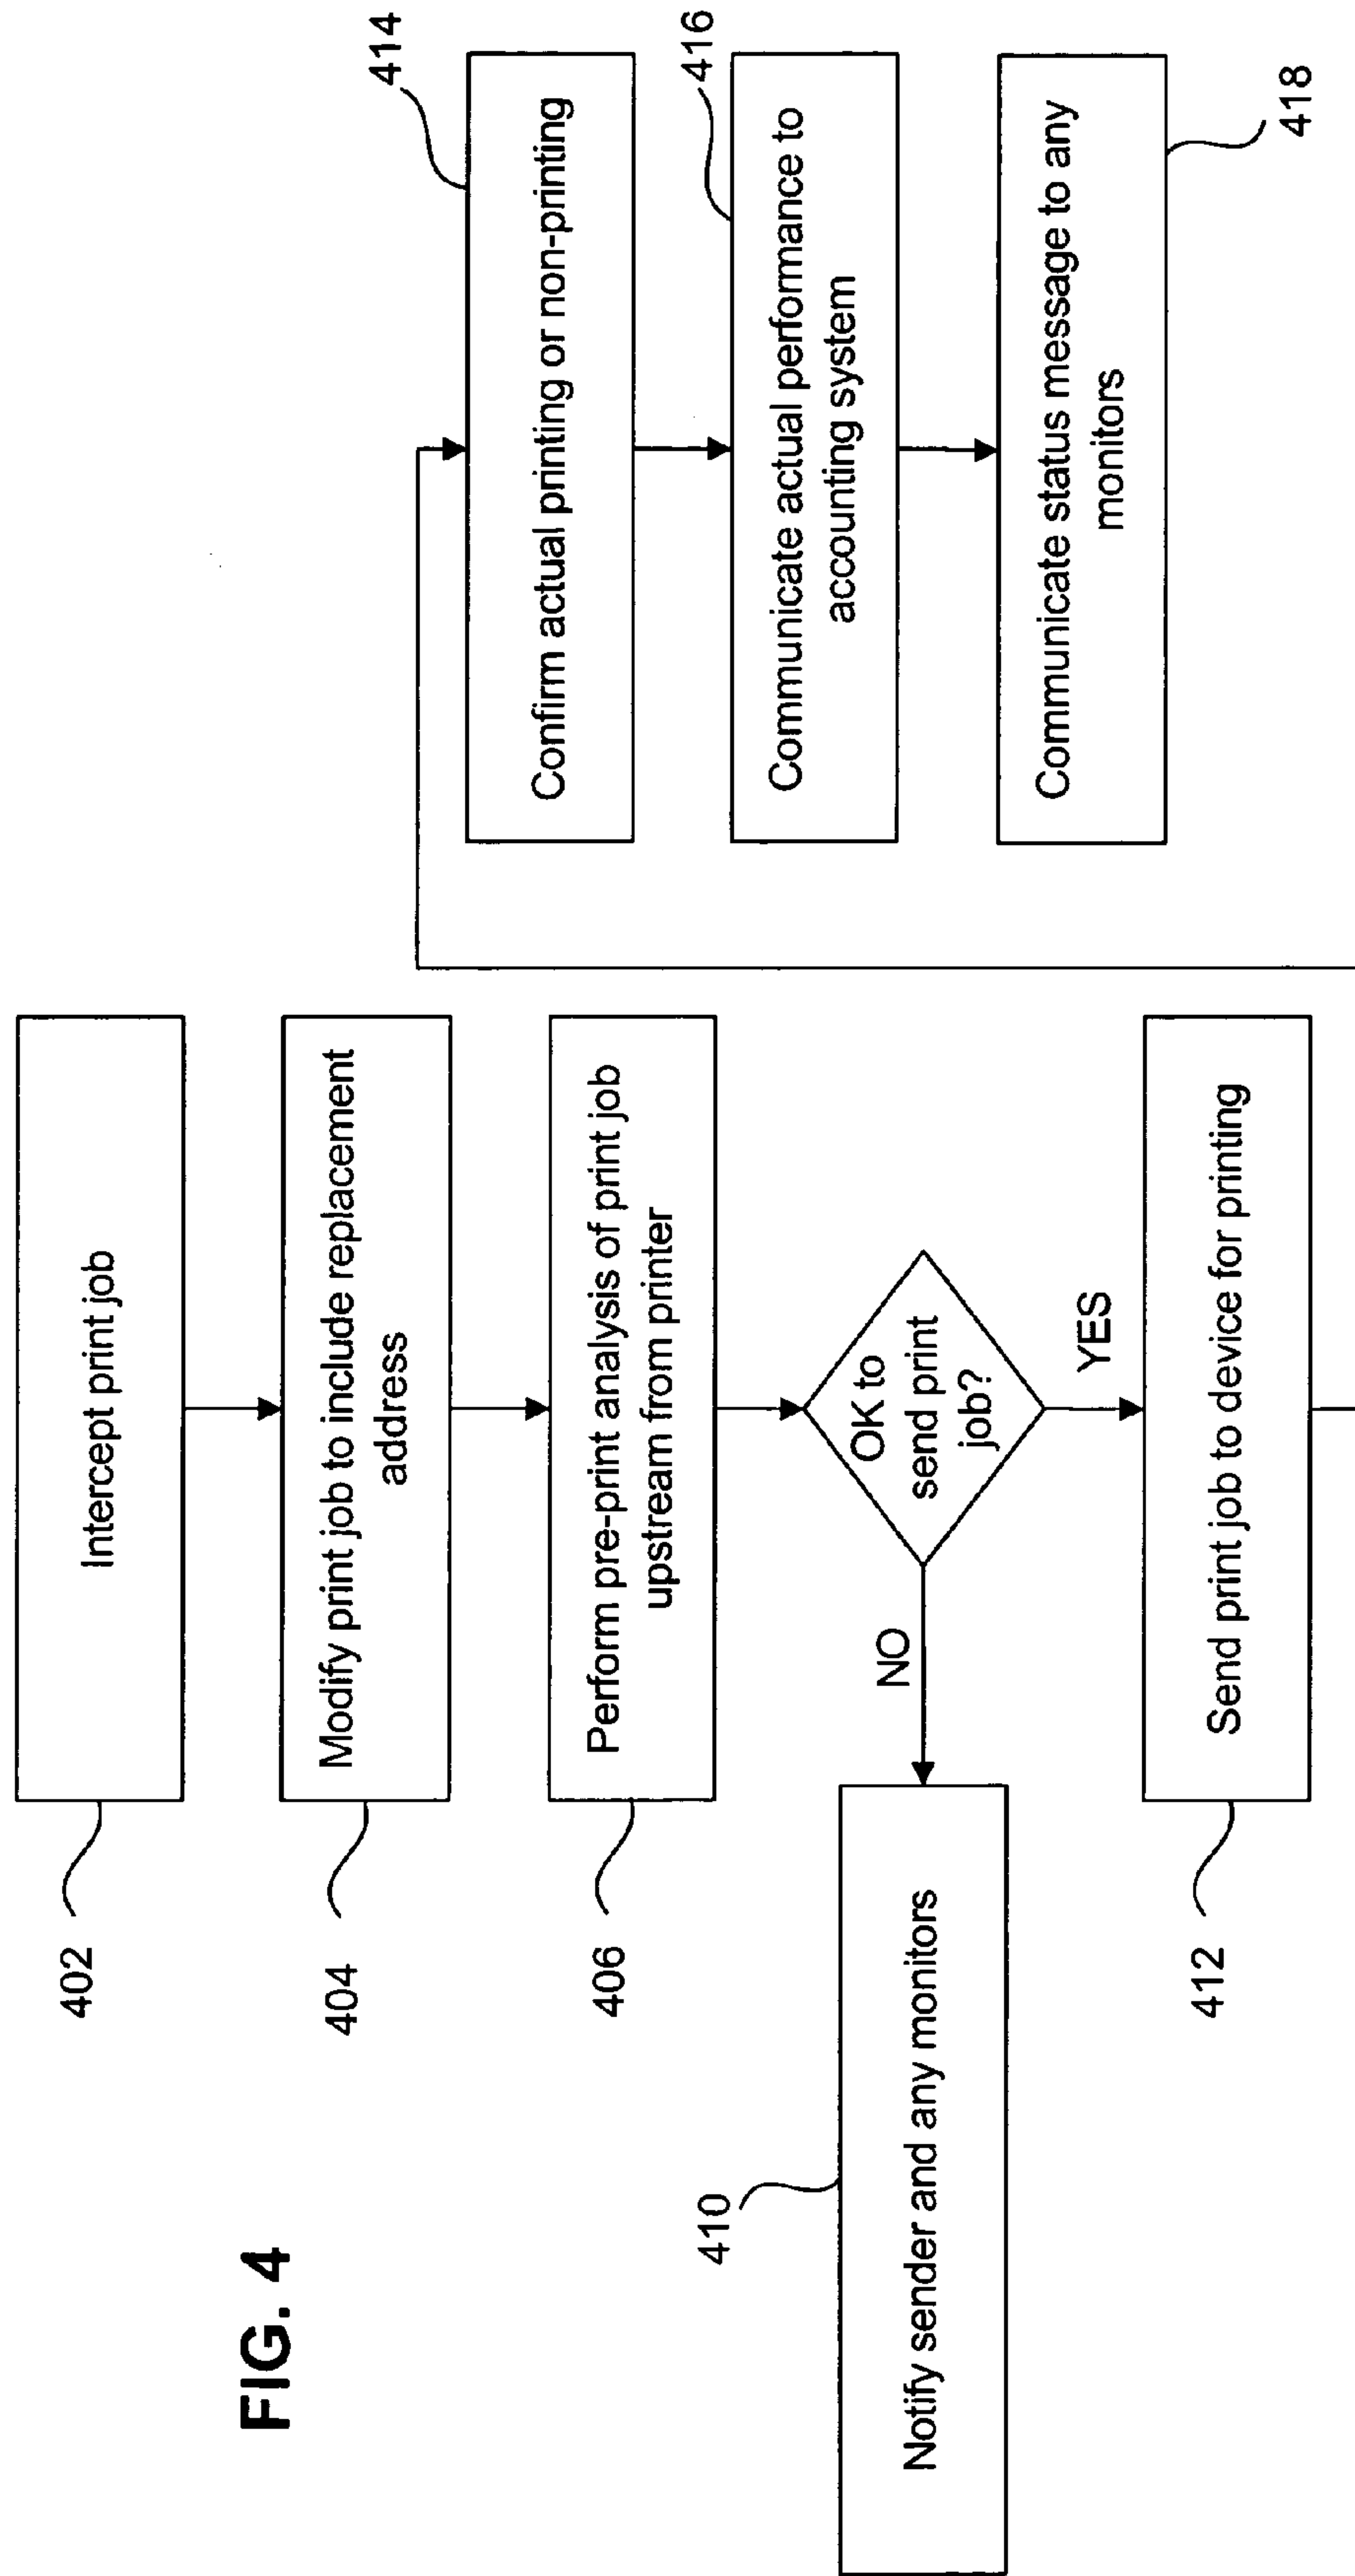 FIG. 4
402
Intercept print job
404
Modify print job to include replacement
address
406
Perform pre-print analysis of print job
upstream from printer
OK to
send print
job?
NO
YES
410
Notify sender and any monitors
412
Send print job to device for printing
414
Confirm actual printing or non-printing
416
Communicate actual performance to
accounting system
Communicate status message to any
monitors
418